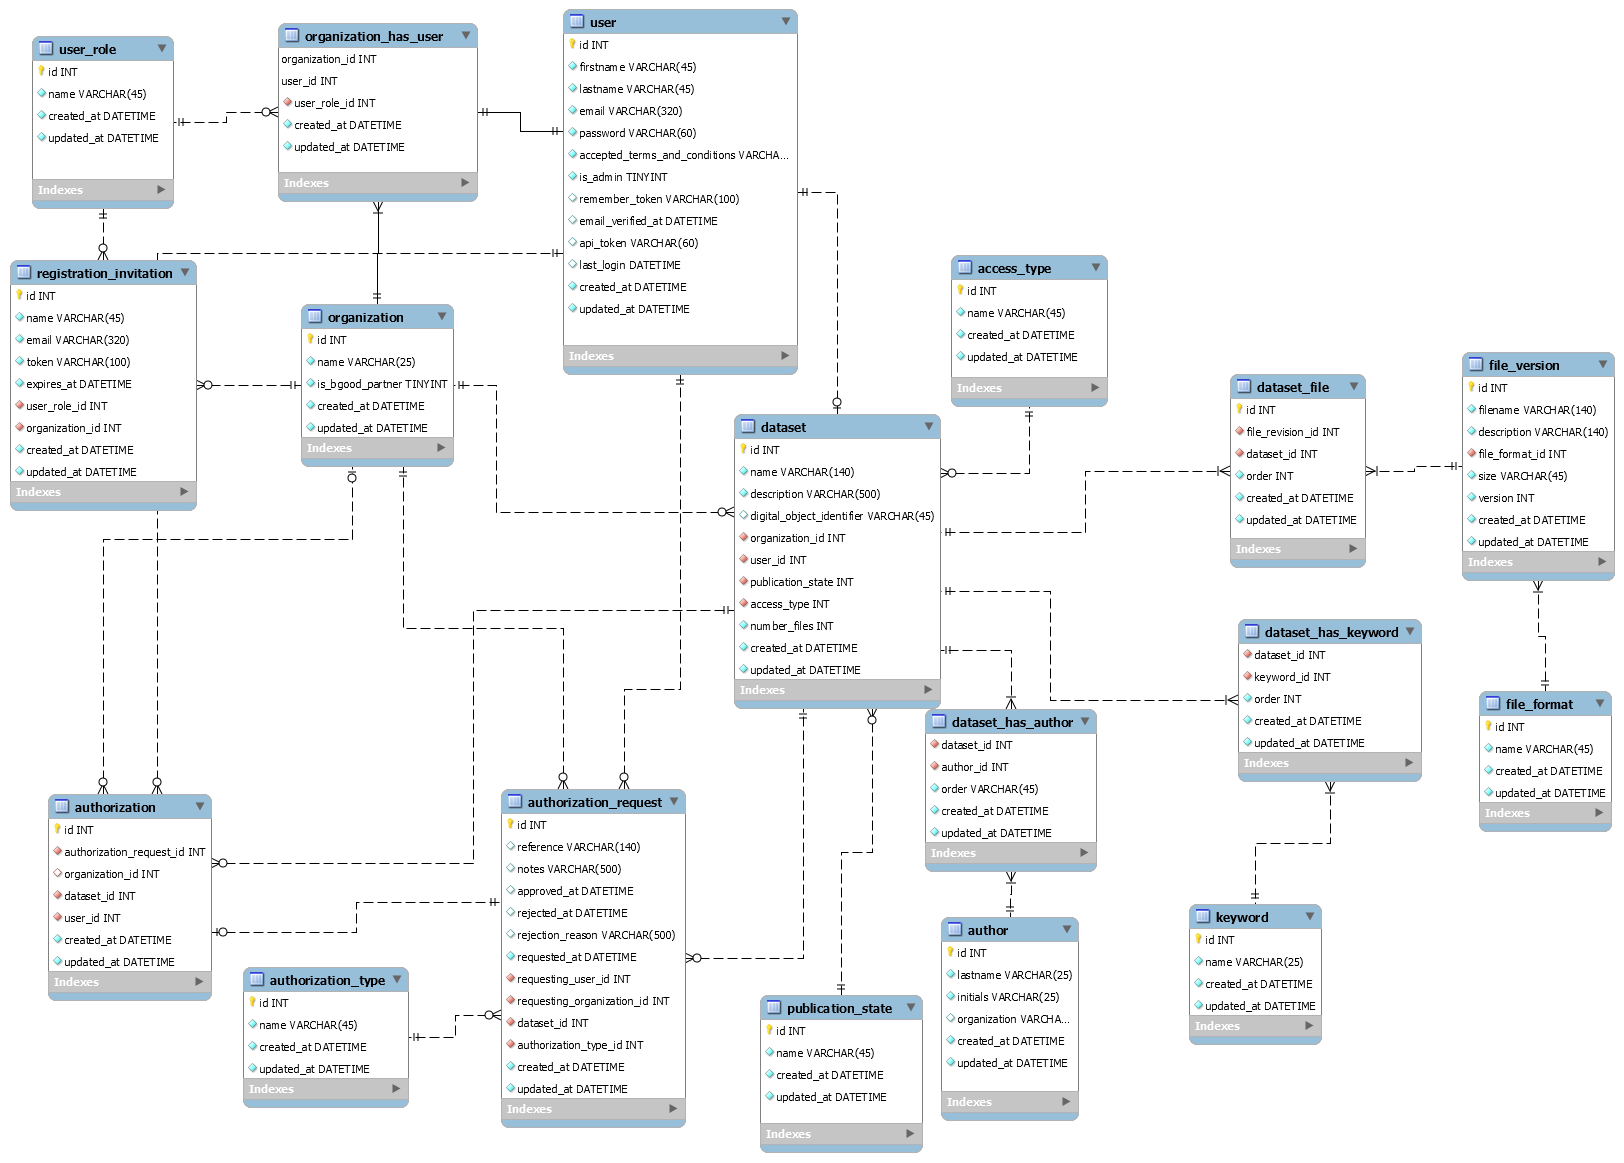 user_role
id INT
name VARCHAR(45)
created_at DATETIME
updated_at DATETIME
Indexes
organization_has_user
organization_id INT
user_id INT
user_role_id INT
created_at DATETIME
updated_at DATETIME
Indexes
user
id INT
firstname VARCHAR(45)
lastname VARCHAR(45)
email VARCHAR(320)
password VARCHAR(60)
accepted_terms_and_conditions VARCHA...
is_admin TINYINT
remember_token VARCHAR(100)
email_verified_at DATETIME
api_token VARCHAR(60)
last_login DATETIME
created_at DATETIME
updated_at DATETIME
Indexes
registration_invitation
id INT
name VARCHAR(45)
email VARCHAR(320)
token VARCHAR(100)
expires_at DATETIME
user_role_id INT
organization_id INT
created_at DATETIME
updated_at DATETIME
Indexes
organization
id INT
name VARCHAR(25)
is_bgood_partner TINYINT
created_at DATETIME
updated_at DATETIME
Indexes
access_type
id INT
name VARCHAR(45)
created_at DATETIME
updated_at DATETIME
Indexes
dataset
id INT
name VARCHAR(140)
description VARCHAR(500)
digital_object_identifier VARCHAR(45)
organization_id INT
user_id INT
publication_state INT
access_type INT
number_files INT
created_at DATETIME
updated_at DATETIME
Indexes
dataset_file
id INT
file_revision_id INT
dataset_id INT
order INT
created_at DATETIME
updated_at DATETIME
Indexes
file_version
id INT
filename VARCHAR(140)
description VARCHAR(140)
file_format_id INT
size VARCHAR(45)
version INT
created_at DATETIME
updated_at DATETIME
Indexes
dataset_has_keyword
dataset_id INT
keyword_id INT
order INT
created_at DATETIME
updated_at DATETIME
Indexes
file_format
id INT
name VARCHAR(45)
created_at DATETIME
updated_at DATETIME
Indexes
dataset_has_author
dataset_id INT
author_id INT
order VARCHAR(45)
created_at DATETIME
updated_at DATETIME
Indexes
authorization
id INT
authorization_request_id INT
organization_id INT
dataset_id INT
user_id INT
created_at DATETIME
updated_at DATETIME
Indexes
authorization_request
id INT
reference VARCHAR(140)
notes VARCHAR(500)
approved_at DATETIME
rejected_at DATETIME
rejection_reason VARCHAR(500)
requested_at DATETIME
requesting_user_id INT
requesting_organization_id INT
dataset_id INT
authorization_type_id INT
created_at DATETIME
updated_at DATETIME
Indexes
authorization_type
id INT
name VARCHAR(45)
created_at DATETIME
updated_at DATETIME
Indexes
publication_state
id INT
name VARCHAR(45)
created_at DATETIME
updated_at DATETIME
Indexes
author
id INT
lastname VARCHAR(25)
initials VARCHAR(25)
organization VARCHA...
created_at DATETIME
updated_at DATETIME
Indexes
keyword
id INT
name VARCHAR(25)
created_at DATETIME
updated_at DATETIME
Indexes